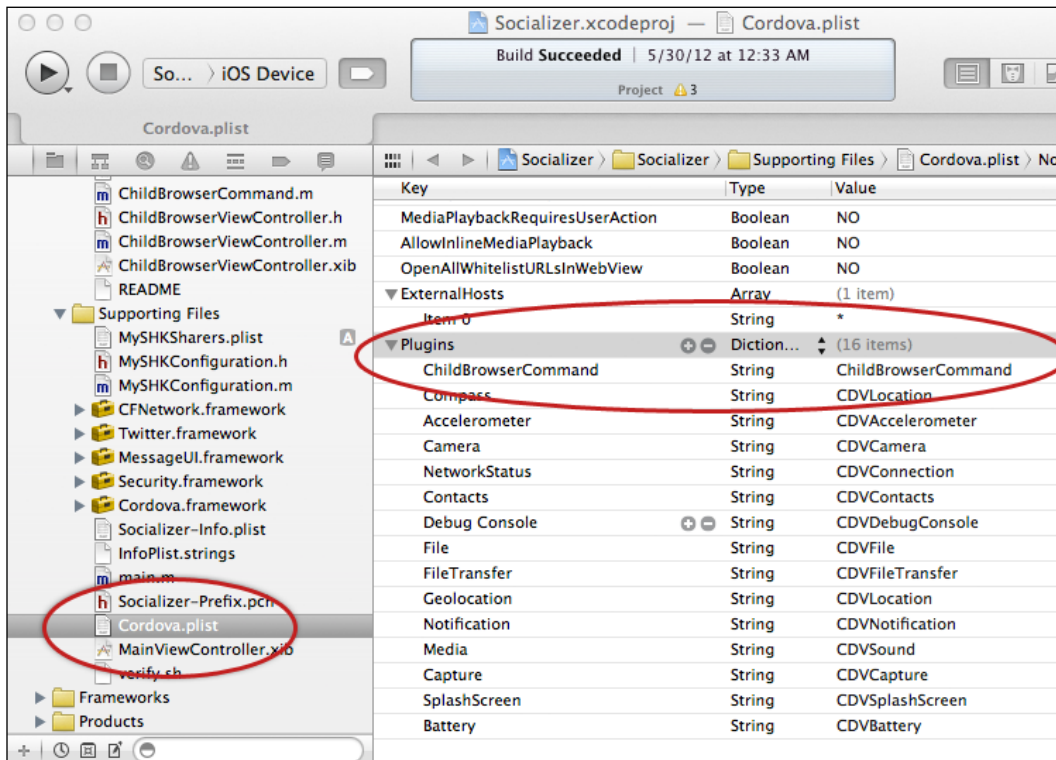 Socializer.xcodeproj — Cordova.plist
So... 〉 iOS Device
Build Succeeded | 5/30/12 at 12:33 AM
Project 3
Cordova.plist
Socializer 〉 Socializer 〉 Supporting Files 〉 Cordova.plist 〉 No
ChildBrowserCommand.m
ChildBrowserViewController.h
ChildBrowserViewController.m
ChildBrowserViewController.xib
README
Supporting Files
MySHKSharers.plist A
MySHKConfiguration.h
MySHKConfiguration.m
CFNetwork.framework
Twitter.framework
MessageUI.framework
Security.framework
Cordova.framework
Socializer-Info.plist
InfoPlist.strings
main.m
Socializer-Prefix.pch
Cordova.plist
MainViewController.xib
verify.sh
Frameworks
Products
Key Type Value
MediaPlaybackRequiresUserAction Boolean NO
AllowInlineMediaPlayback Boolean NO
OpenAllWhitelistURLsInWebView Boolean NO
ExternalHosts Array (1 item)
Item 0 String *
Plugins Diction... (16 items)
ChildBrowserCommand String ChildBrowserCommand
Compass String CDVLocation
Accelerometer String CDVAccelerometer
Camera String CDVCamera
NetworkStatus String CDVConnection
Contacts String CDVContacts
Debug Console String CDVDebugConsole
File String CDVFile
FileTransfer String CDVFileTransfer
Geolocation String CDVLocation
Notification String CDVNotification
Media String CDVSound
Capture String CDVCapture
SplashScreen String CDVSplashScreen
Battery String CDVBattery